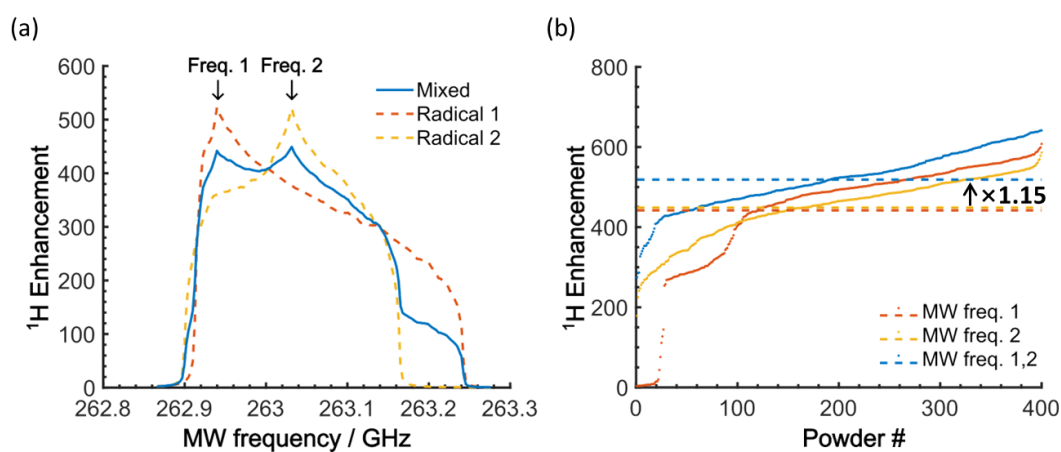 (a)
Freq. 1 Freq. 2
Mixed
Radical 1
Radical 2
600
500
400
300
200
100
0
¹H Enhancement
262.8 262.9 263 263.1 263.2 263.3
MW frequency / GHz
(b)
800
600
400
200
0
¹H Enhancement
×1.15
MW freq. 1
MW freq. 2
MW freq. 1,2
0 100 200 300 400
Powder #